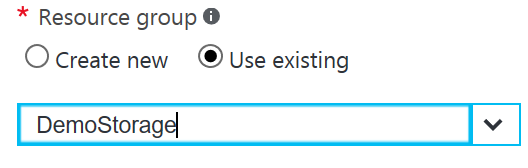 * Resource group
Create new Use existing
DemoStorage